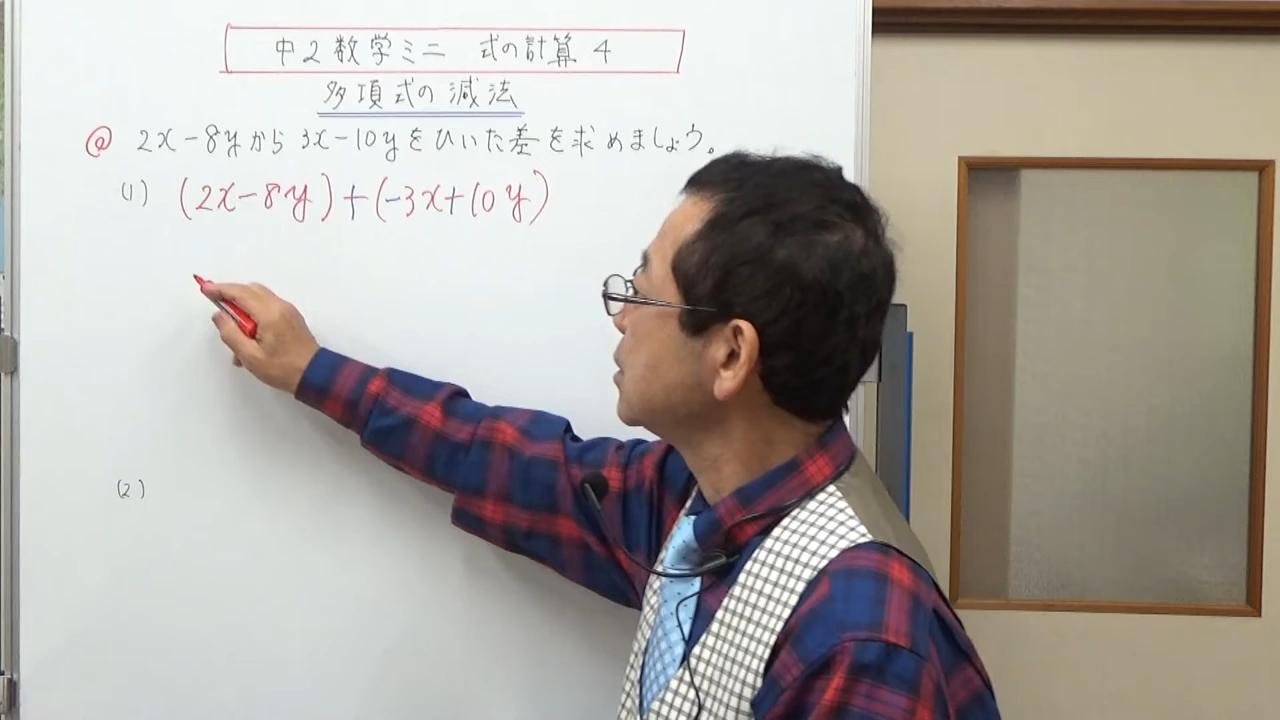 中2数学ミニ 式の計算 4
多項式の減法
@ 2x-8yから3x-10yをひいた差を求めましょう。
(1) (2x-8y)+(-3x+10y)
(2)